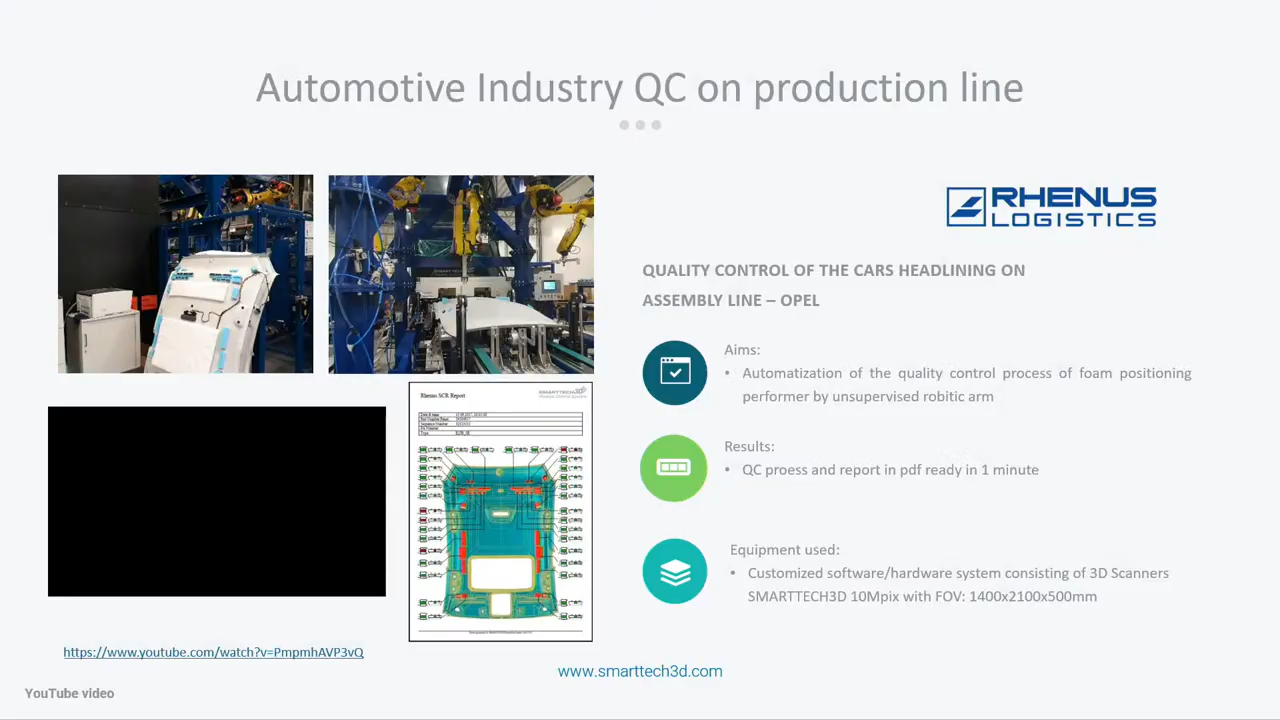 Automotive Industry QC on production line
RHENUS
LOGISTICS
QUALITY CONTROL OF THE CARS HEADLINING ON
ASSEMBLY LINE – OPEL
Aims:
• Automatization of the quality control process of foam positioning
performer by unsupervised robitic arm
Results:
• QC proess and report in pdf ready in 1 minute
Equipment used:
• Customized software/hardware system consisting of 3D Scanners
SMARTTECH3D 10Mpix with FOV: 1400x2100x500mm
Rhenus SCR Report
SMARTTECH3D
https://www.youtube.com/watch?v=PmpmhAVP3vQ
www.smarttech3d.com
YouTube video